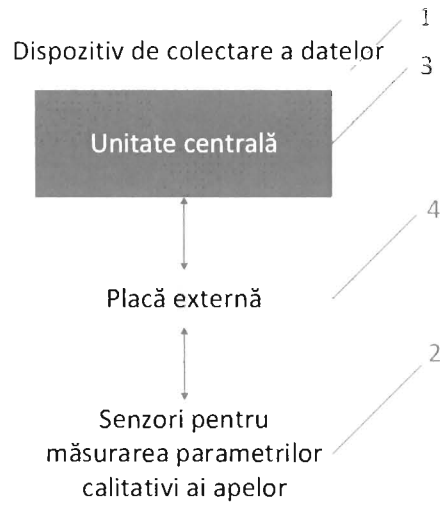 1
Dispozitiv de colectare a datelor
3
Unitate centrală
4
Placă externă
2
Senzori pentru
măsurarea parametrilor
calitativi ai apelor